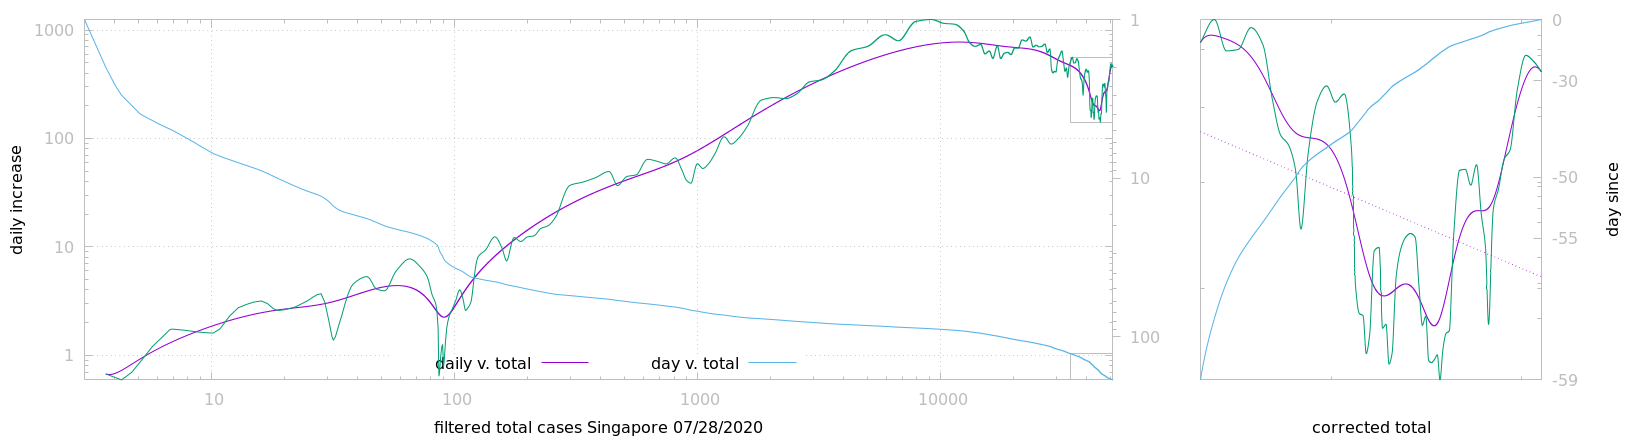 1000
100
10
1
daily increase
10
100
1000
10000
filtered total cases Singapore 07/28/2020
daily v. total
day v. total
1
10
100
0
-30
-50
-55
-59
day since
corrected total